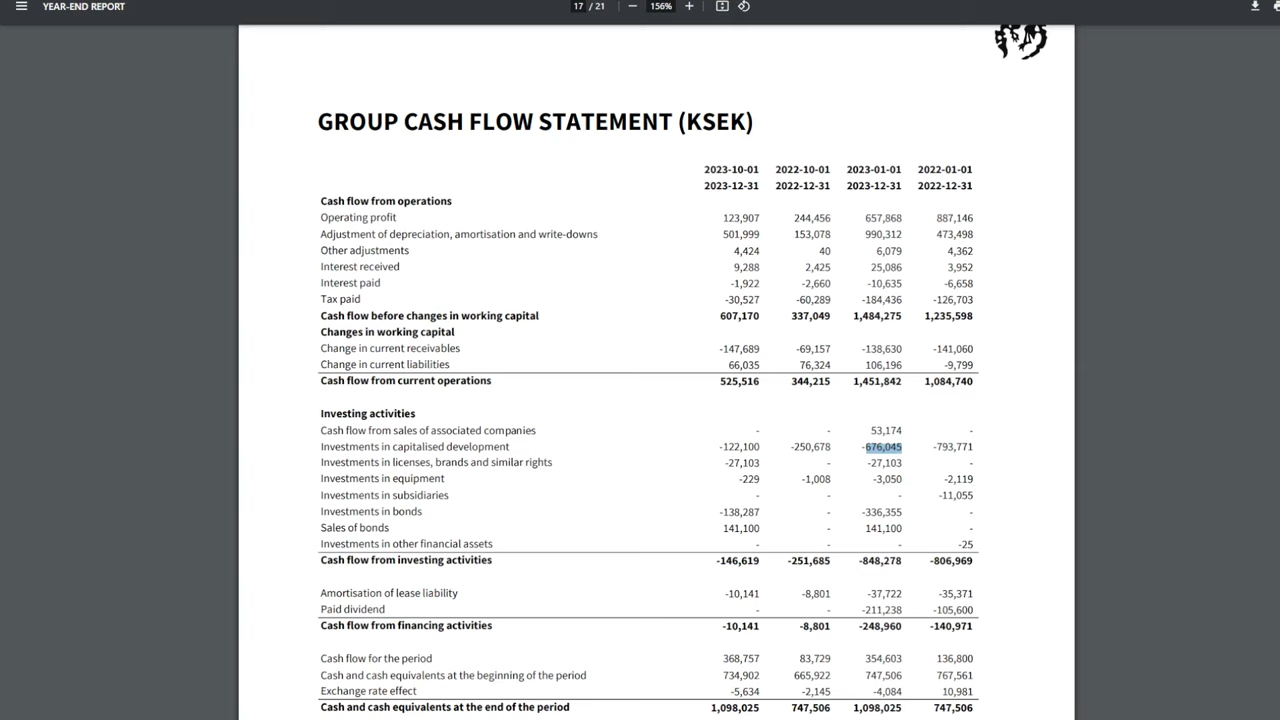 YEAR-END REPORT 17 / 21 156%
GROUP CASH FLOW STATEMENT (KSEK)
2023-10-01 2022-10-01 2023-01-01 2022-01-01
2023-12-31 2022-12-31 2023-12-31 2022-12-31
Cash flow from operations
Operating profit 123,907 244,456 657,868 887,146
Adjustment of depreciation, amortisation and write-downs 501,999 153,078 990,312 473,498
Other adjustments 4,424 40 6,079 4,362
Interest received 9,288 2,425 25,086 3,952
Interest paid -1,922 -2,660 -10,635 -6,658
Tax paid -30,527 -60,289 -184,436 -126,703
Cash flow before changes in working capital 607,170 337,049 1,484,275 1,235,598
Changes in working capital
Change in current receivables -147,689 -69,157 -138,630 -141,060
Change in current liabilities 66,035 76,324 106,196 -9,799
Cash flow from current operations 525,516 344,215 1,451,842 1,084,740
Investing activities
Cash flow from sales of associated companies - - 53,174 -
Investments in capitalised development -122,100 -250,678 -676,045 -793,771
Investments in licenses, brands and similar rights -27,103 - -27,103 -
Investments in equipment -229 -1,008 -3,050 -2,119
Investments in subsidiaries - - - -11,055
Investments in bonds -138,287 - -336,355 -
Sales of bonds 141,100 - 141,100 -
Investments in other financial assets - - - -25
Cash flow from investing activities -146,619 -251,685 -848,278 -806,969
Amortisation of lease liability -10,141 -8,801 -37,722 -35,371
Paid dividend - - -211,238 -105,600
Cash flow from financing activities -10,141 -8,801 -248,960 -140,971
Cash flow for the period 368,757 83,729 354,603 136,800
Cash and cash equivalents at the beginning of the period 734,902 665,922 747,506 767,561
Exchange rate effect -5,634 -2,145 -4,084 10,981
Cash and cash equivalents at the end of the period 1,098,025 747,506 1,098,025 747,506